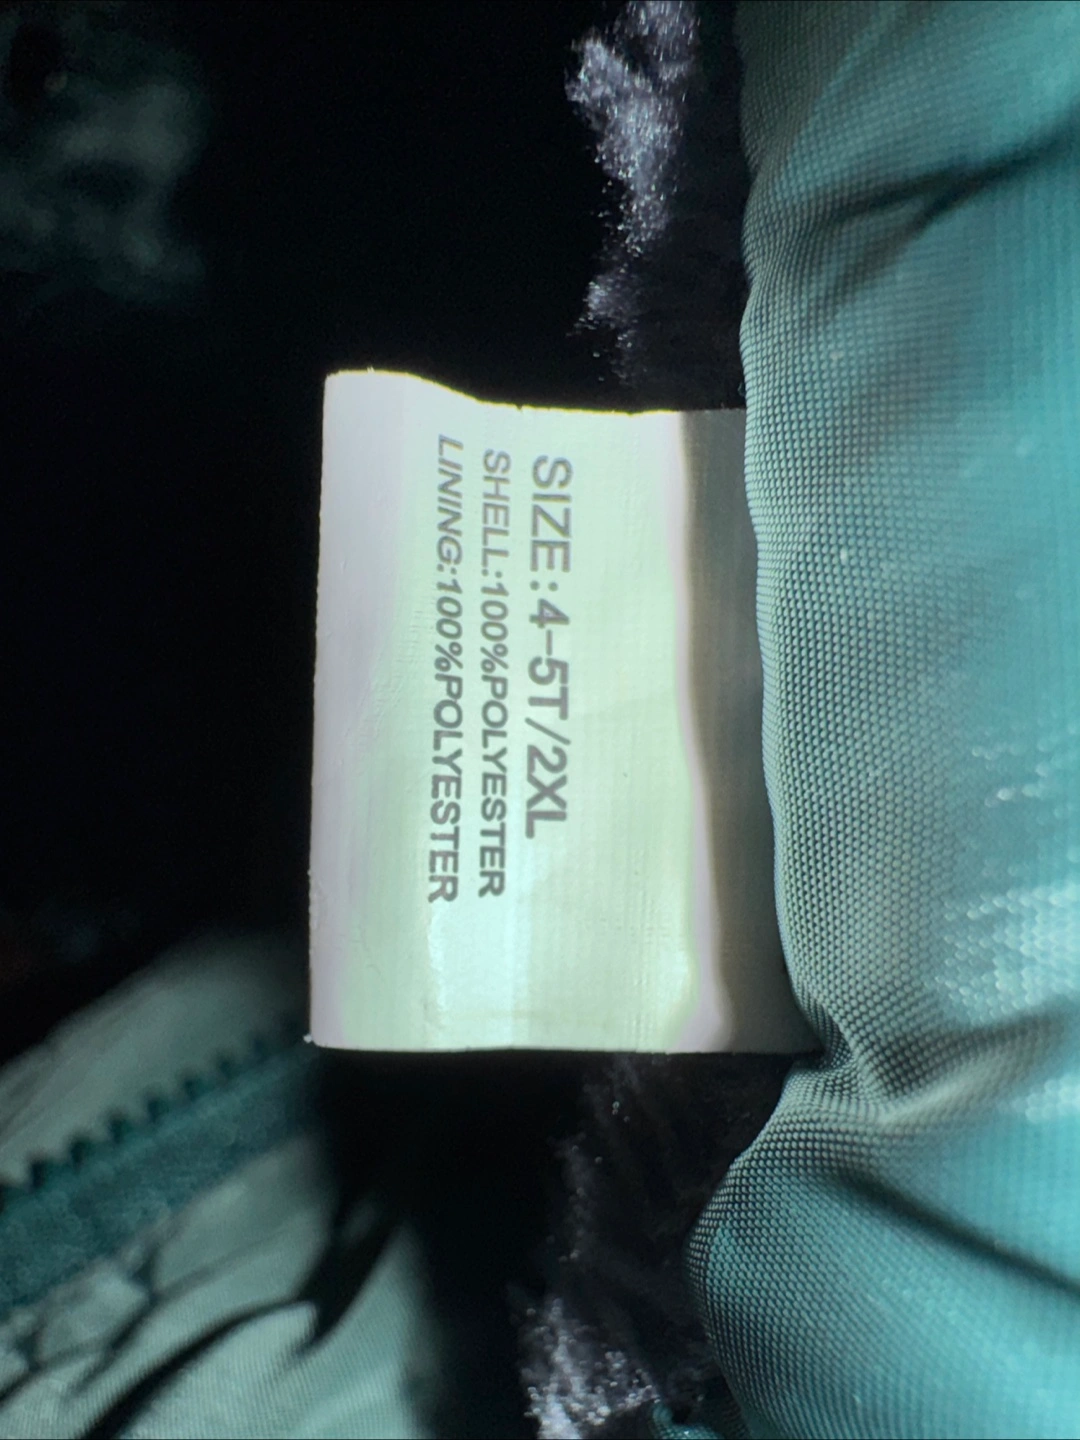 SIZE:4-5T/2XL
SHELL:100%POLYESTER
LINING:100%POLYESTER